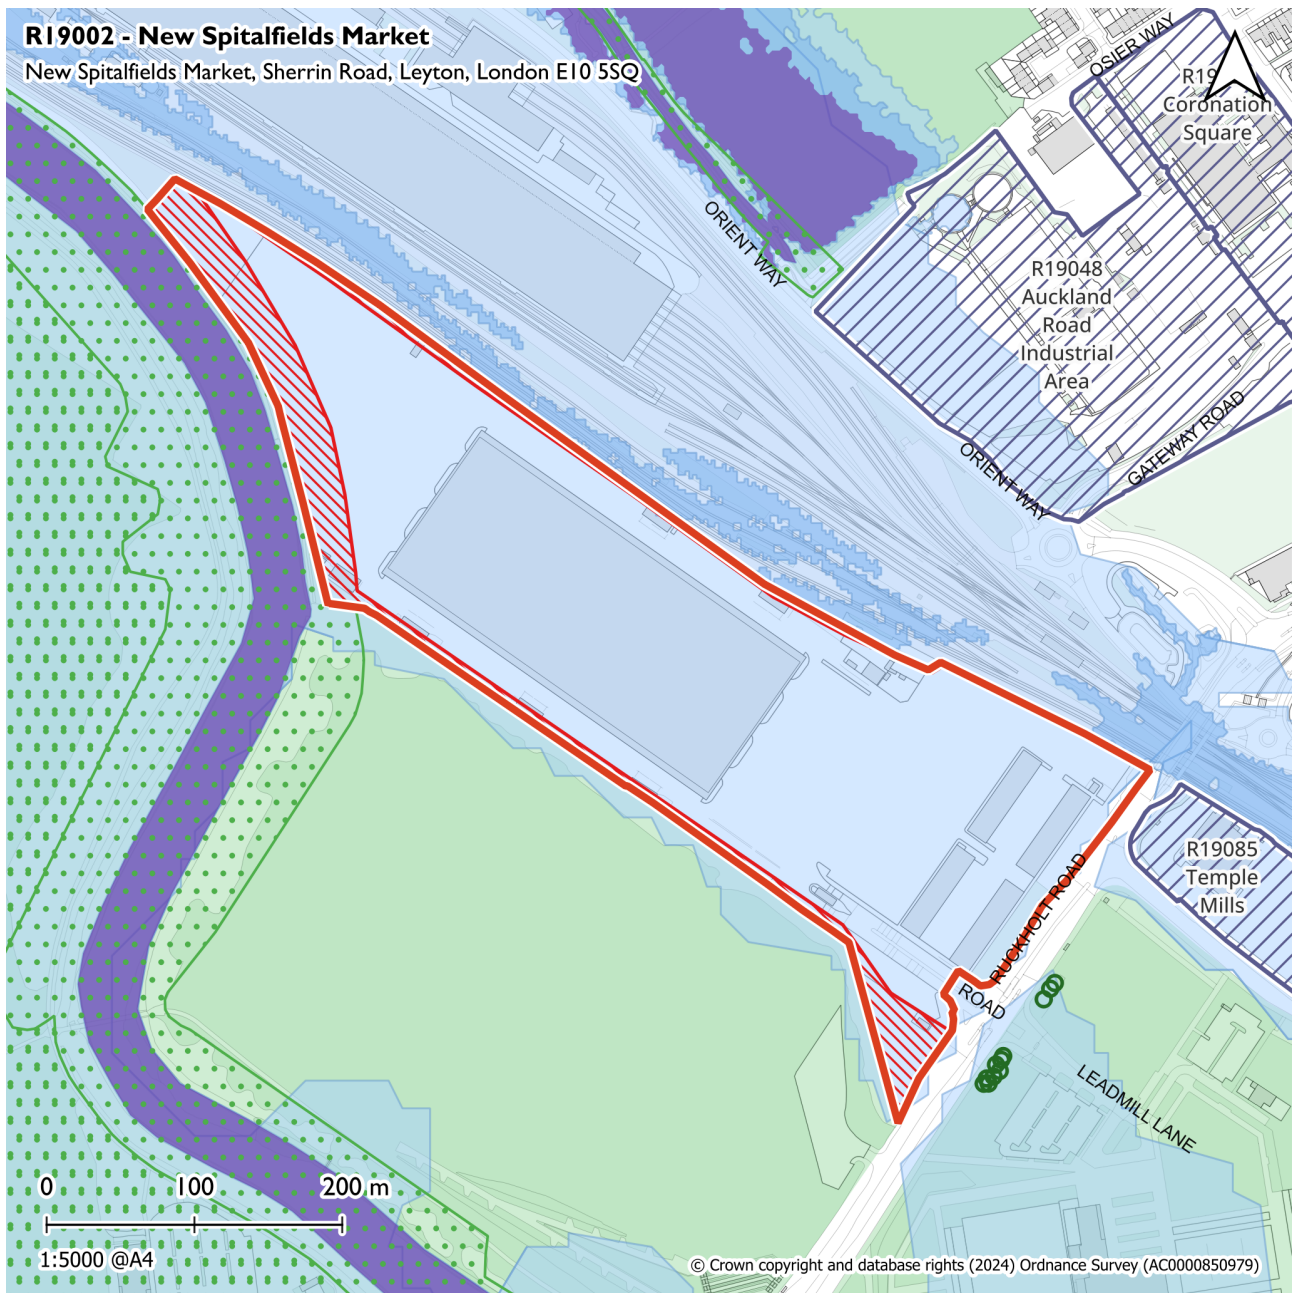 R19002 - New Spitalfields Market
New Spitalfields Market, Sherrin Road, Leyton, London E10 5SQ
OSIER WAY
R19
Coronation
Square
ORIENT WAY
R19048
Auckland
Road
Industrial
Area
GATEWAY ROAD
ORIENT WAY
R19085
Temple
Mills
RUCKHOLT ROAD
ROAD
LEADMILL LANE
0 100 200 m
1:5000 @A4
© Crown copyright and database rights (2024) Ordnance Survey (AC0000850979)